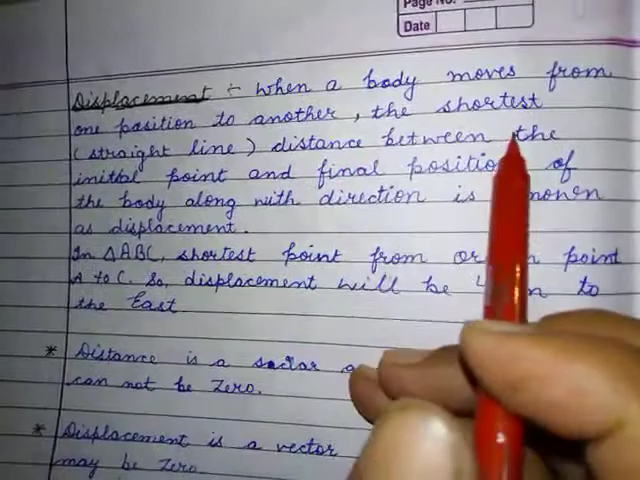 Page No.
Date
Displacement :- when a body moves from
one position to another, the shortest
(straight line) distance between the
initial point and final position of
the body along with direction is
as displacement.
In △ABC, shortest point from point
A to C. So, displacement will be to
the East
* Distance is a
can not be Zero.
* Displacement is a vector
may be Zero